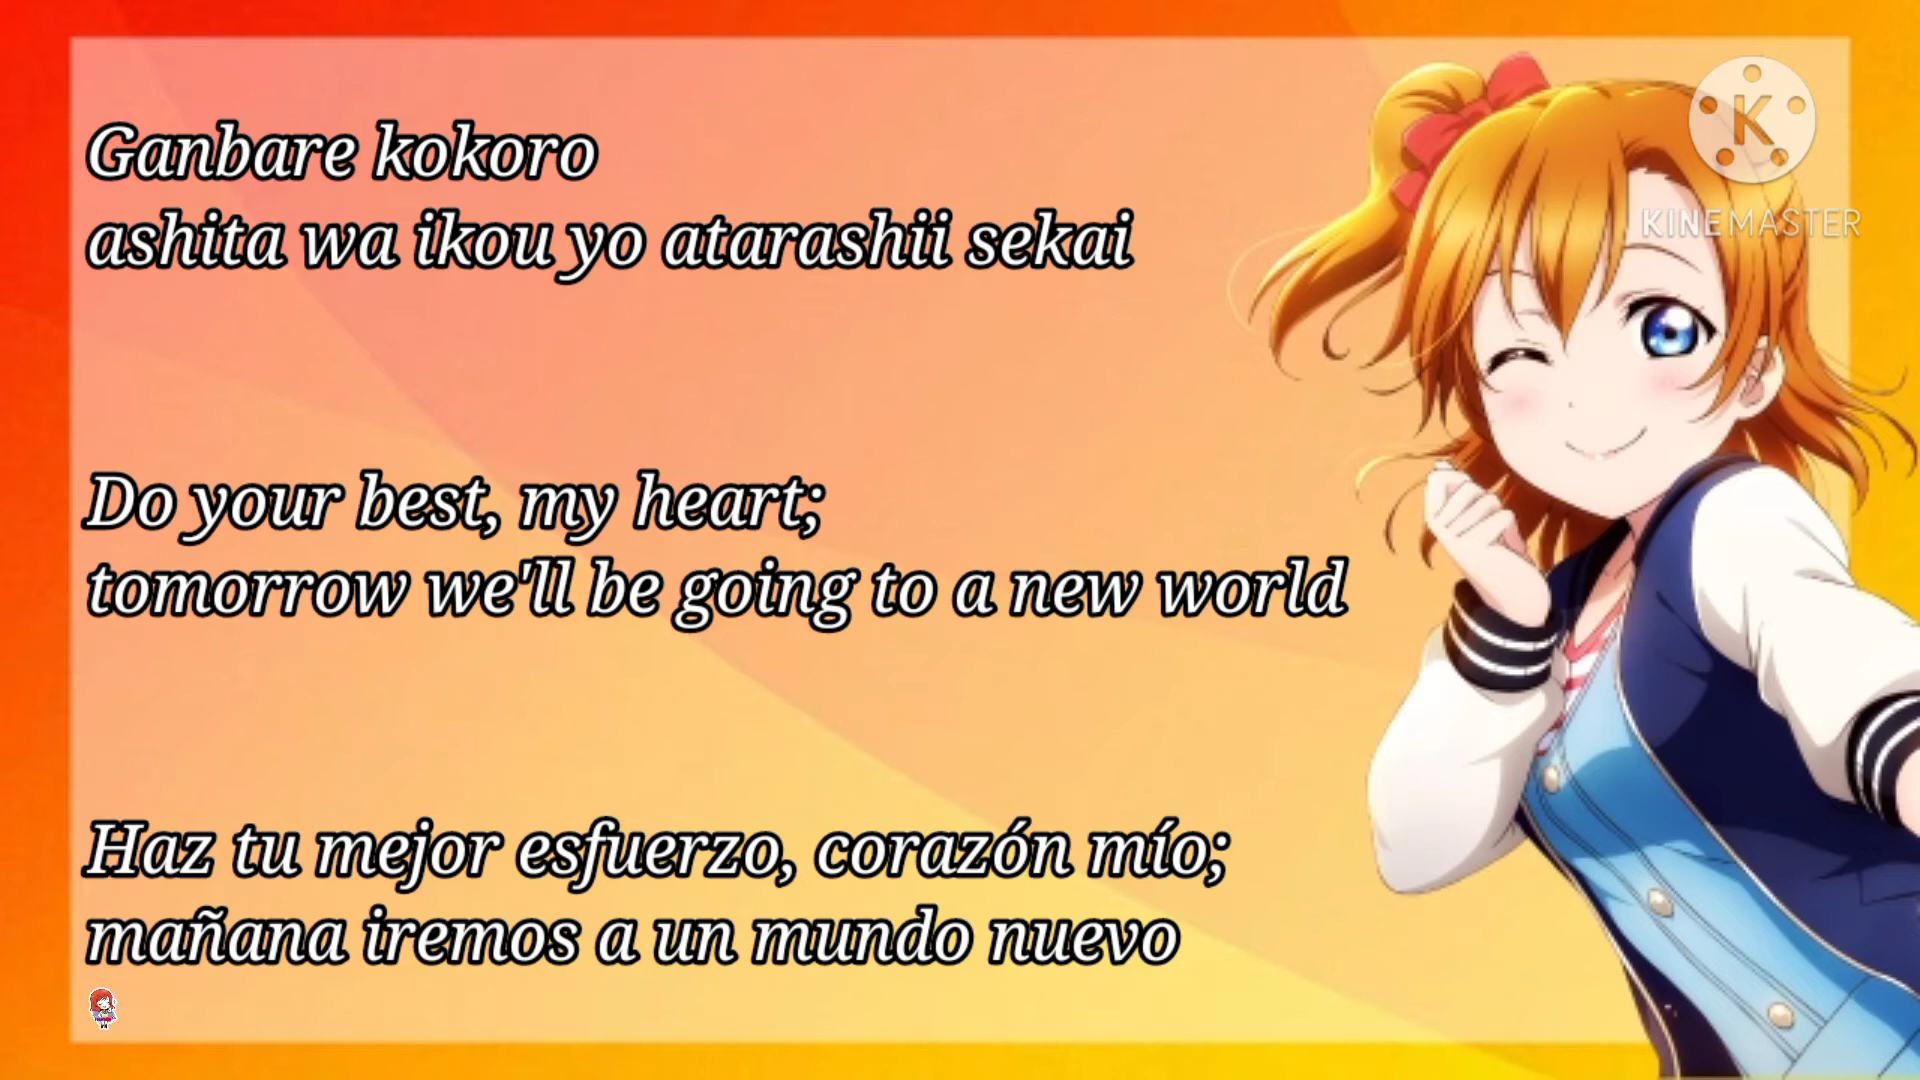 Ganbare kokoro
ashita wa ikou yo atarashii sekai
Do your best, my heart;
tomorrow we'll be going to a new world
Haz tu mejor esfuerzo, corazón mío;
mañana iremos a un mundo nuevo
K
KINEMASTER